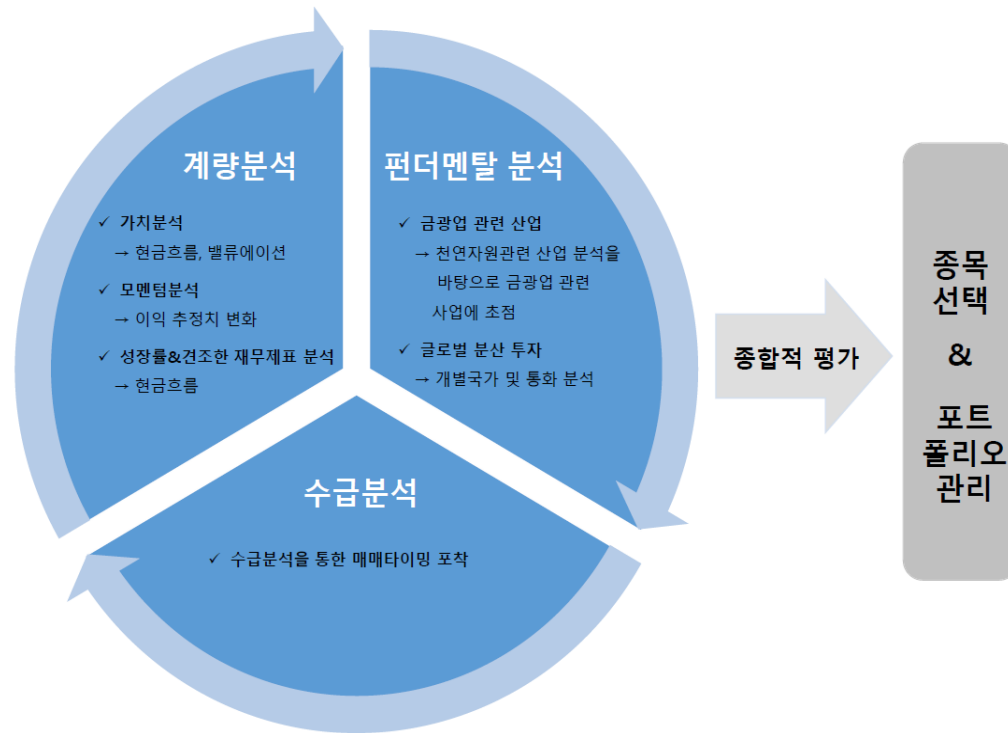 계량분석
✓ 가치분석
→ 현금흐름, 밸류에이션
✓ 모멘텀분석
→ 이익 추정치 변화
✓ 성장률&견조한 재무제표 분석
→ 현금흐름
펀더멘탈 분석
✓ 금광업 관련 산업
→ 천연자원관련 산업 분석을
바탕으로 금광업 관련
사업에 초점
✓ 글로벌 분산 투자
→ 개별국가 및 통화 분석
수급분석
✓ 수급분석을 통한 매매타이밍 포착
종합적 평가
종목
선택
&
포트
폴리오
관리